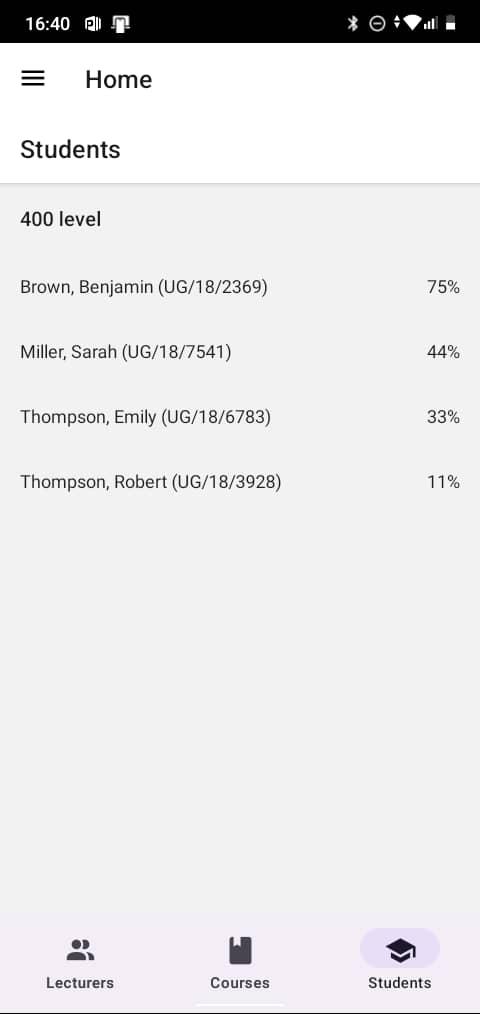 16:40
Home
Students
400 level
Brown, Benjamin (UG/18/2369) 75%
Miller, Sarah (UG/18/7541) 44%
Thompson, Emily (UG/18/6783) 33%
Thompson, Robert (UG/18/3928) 11%
Lecturers Courses Students